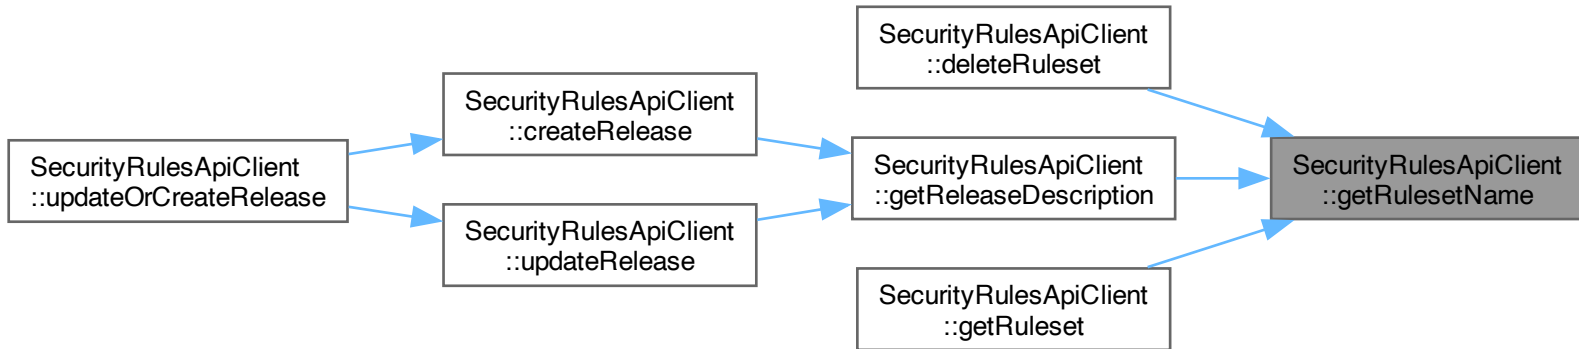 SecurityRulesApiClient
::updateOrCreateRelease
SecurityRulesApiClient
::createRelease
SecurityRulesApiClient
::updateRelease
SecurityRulesApiClient
::deleteRuleset
SecurityRulesApiClient
::getReleaseDescription
SecurityRulesApiClient
::getRuleset
SecurityRulesApiClient
::getRulesetName